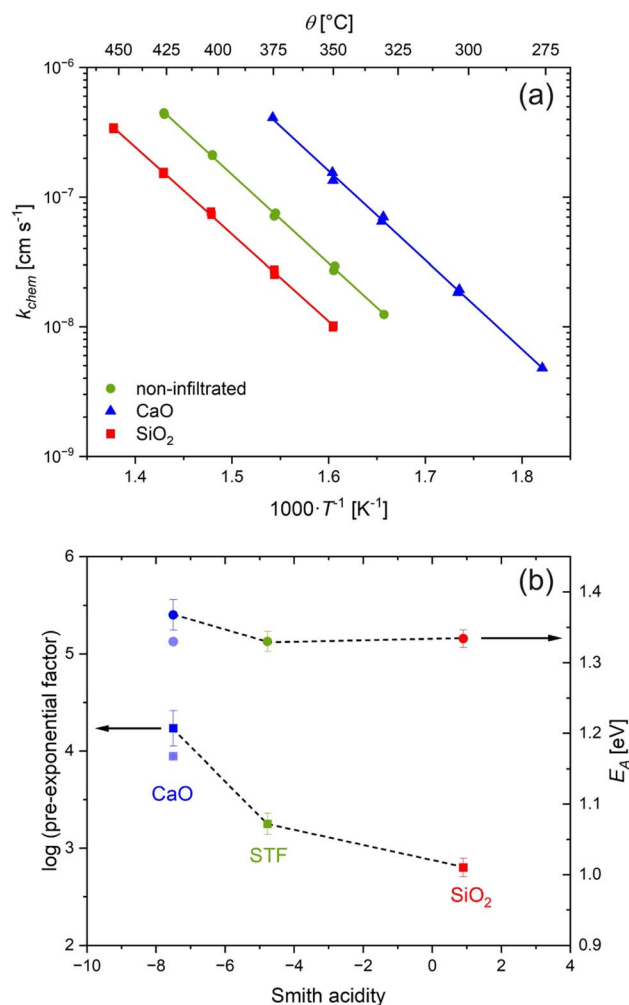 θ [°C]
450 425 400 375 350 325 300 275
(a)
10⁻⁶
10⁻⁷
10⁻⁸
10⁻⁹
k_chem [cm s⁻¹]
non-infiltrated
CaO
SiO₂
1.4 1.5 1.6 1.7 1.8
1000·T⁻¹ [K⁻¹]
(b)
6
5
4
3
2
log (pre-exponential factor)
CaO
STF
SiO₂
1.4
1.3
1.2
1.1
1.0
0.9
E_A [eV]
−10 −8 −6 −4 −2 0 2 4
Smith acidity